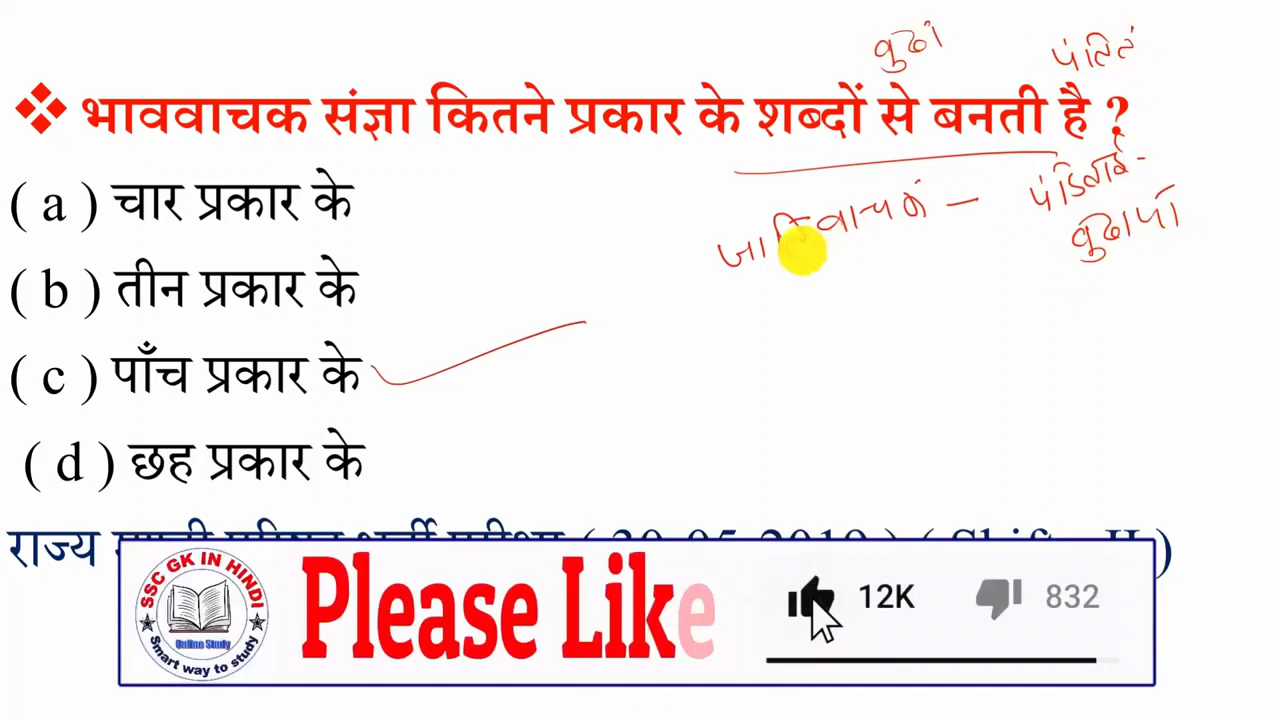 बुढा पंडित
❖ भाववाचक संज्ञा कितने प्रकार के शब्दों से बनती है ?
( a ) चार प्रकार के
जातिवाचक – पंडिताई
बुढापा
( b ) तीन प्रकार के
( c ) पाँच प्रकार के
( d ) छह प्रकार के
राज्य
SSC GK IN HINDI
Online Study
Smart way to study
Please Like
12K
832